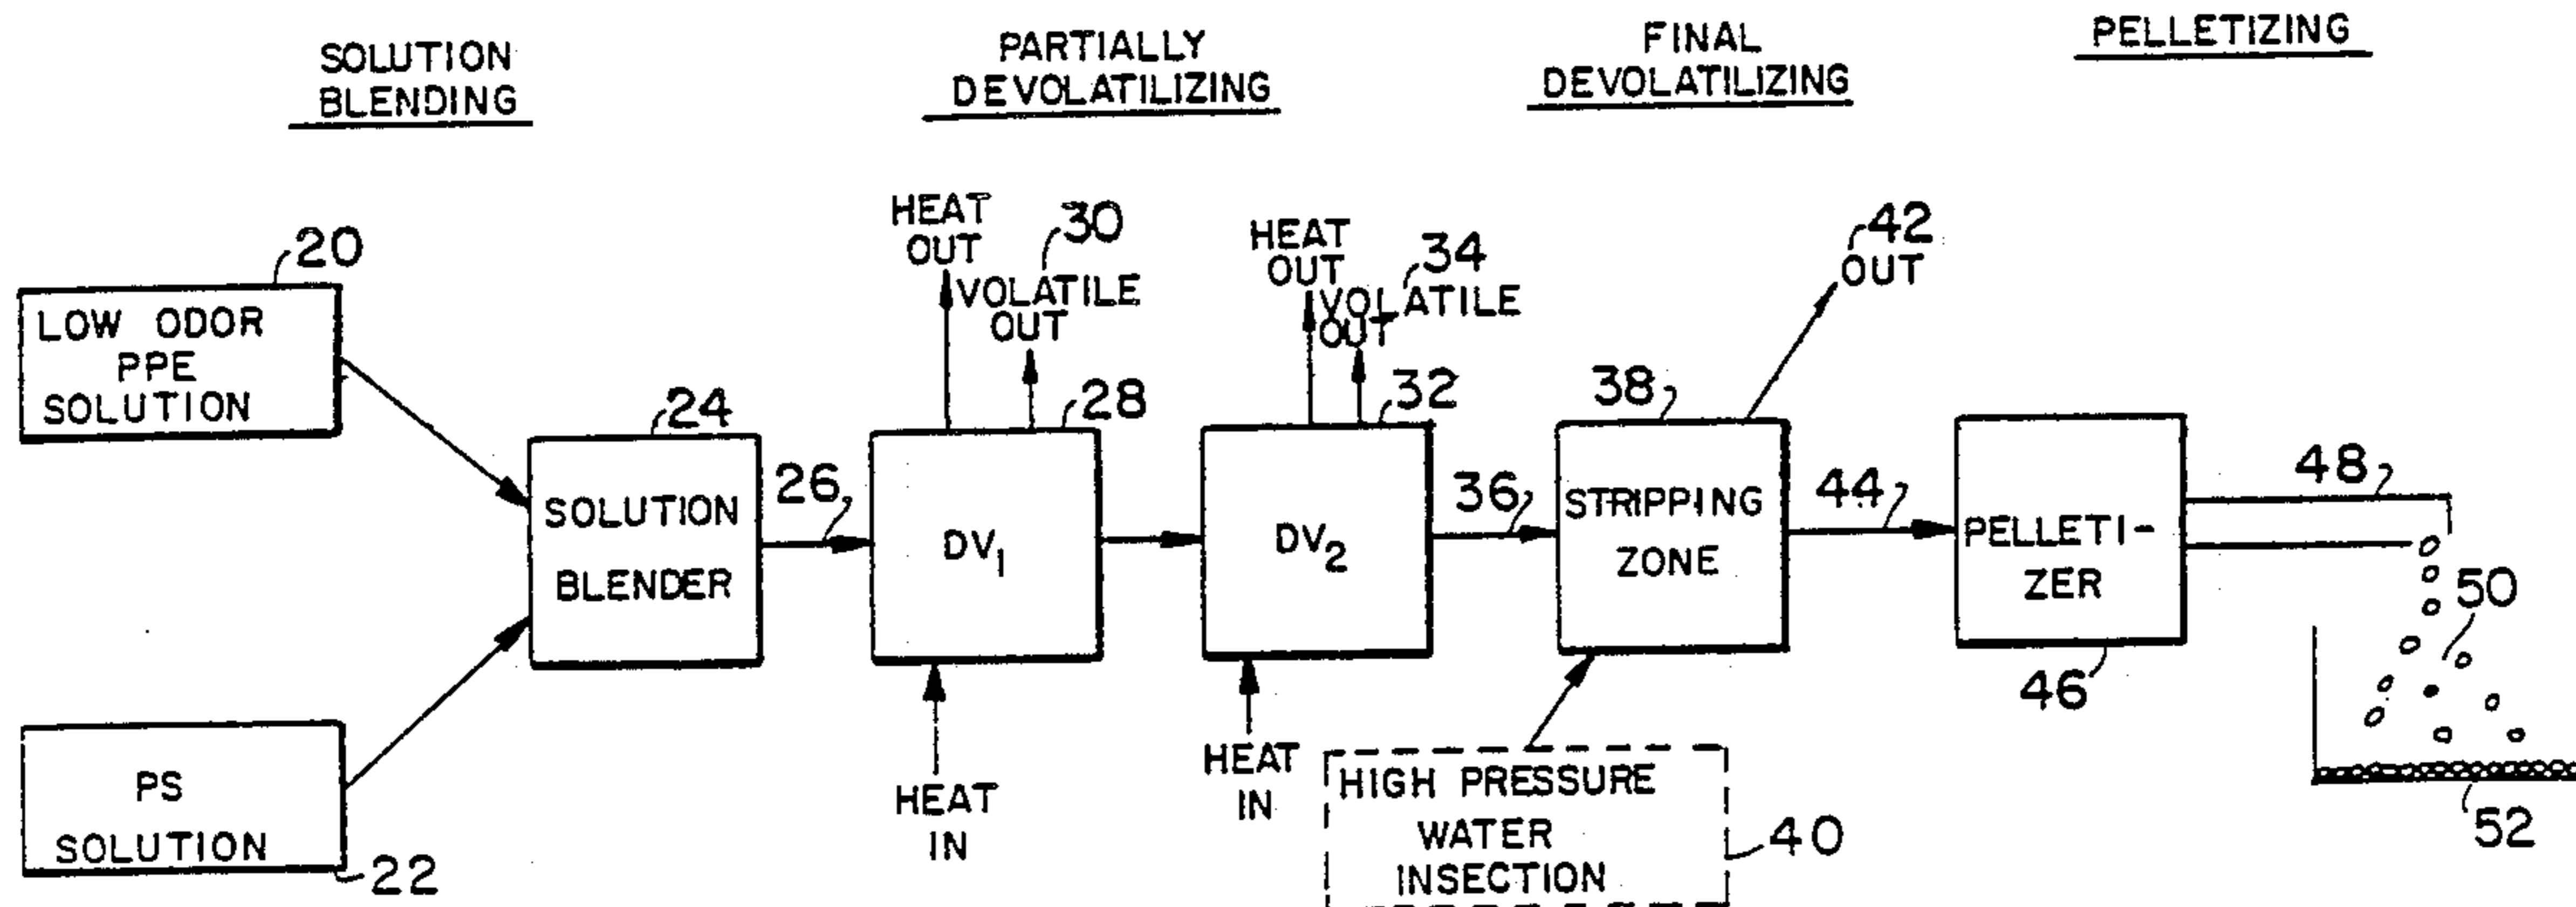 SOLUTION
BLENDING
PARTIALLY
DEVOLATILIZING
FINAL
DEVOLATILIZING
PELLETIZING
20
LOW ODOR
PPE
SOLUTION
PS
SOLUTION
22
24
SOLUTION
BLENDER
26
HEAT
OUT
30
VOLATILE
OUT
28
DV1
HEAT
IN
HEAT
OUT
34
VOLATILE
OUT
32
DV2
HEAT
IN
36
38
STRIPPING
ZONE
42
OUT
HIGH PRESSURE
WATER
INSECTION
40
44
PELLETI-
ZER
46
48
50
52